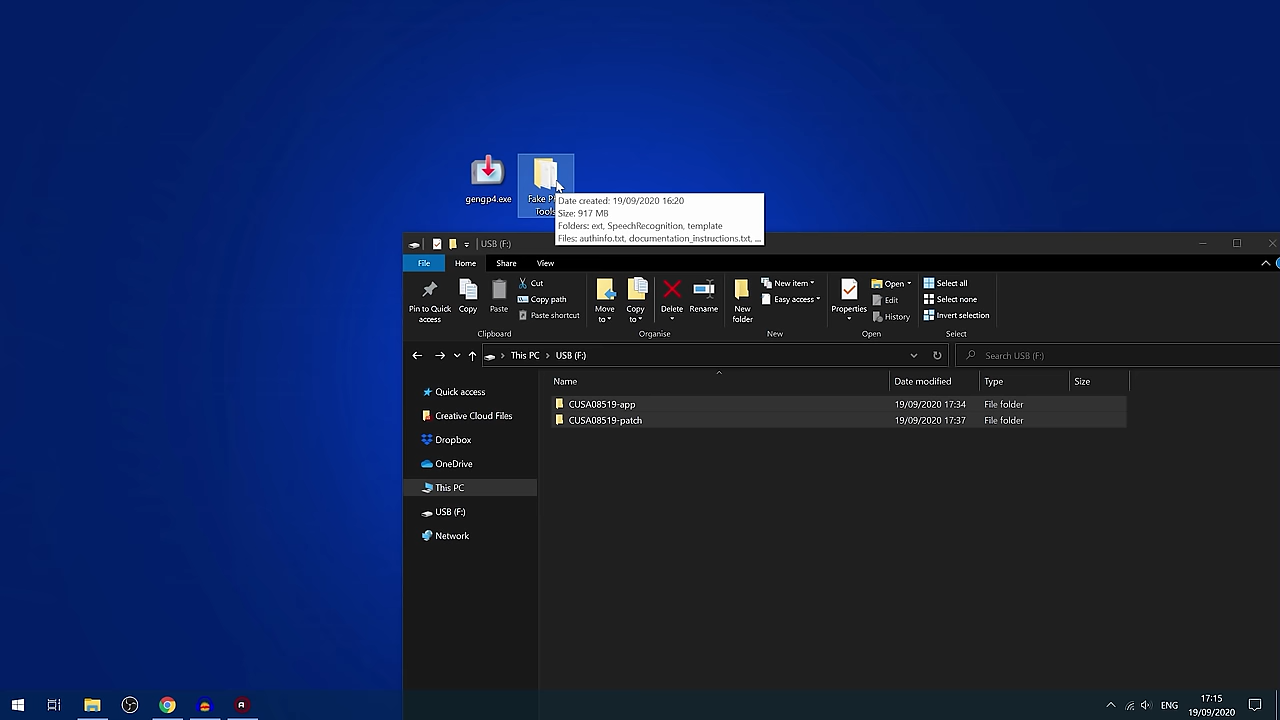 gengp4.exe
Fake P
Tools
Date created: 19/09/2020 16:20
Size: 917 MB
Folders: ext, SpeechRecognition, template
Files: authinfo.txt, documentation_instructions.txt, ...
USB (F:)
File Home Share View
Pin to Quick access
Copy
Paste
Cut
Copy path
Paste shortcut
Clipboard
Move to
Copy to
Delete
Rename
Organise
New folder
New item
Easy access
New
Properties
Open
Edit
History
Open
Select all
Select none
Invert selection
Select
This PC > USB (F:)
Search USB (F:)
Name Date modified Type Size
CUSA08519-app 19/09/2020 17:34 File folder
CUSA08519-patch 19/09/2020 17:37 File folder
Quick access
Creative Cloud Files
Dropbox
OneDrive
This PC
USB (F:)
Network
ENG
17:15
19/09/2020